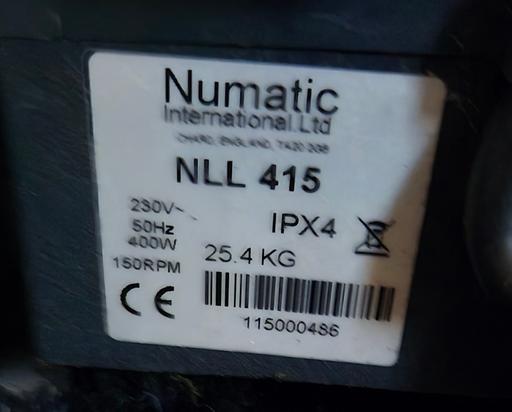 Numatic
International Ltd
CHARD, ENGLAND, TA20 2GB
NLL 415
230V~
50Hz
400W
IPX4
150RPM
25.4 KG
CE
115000486